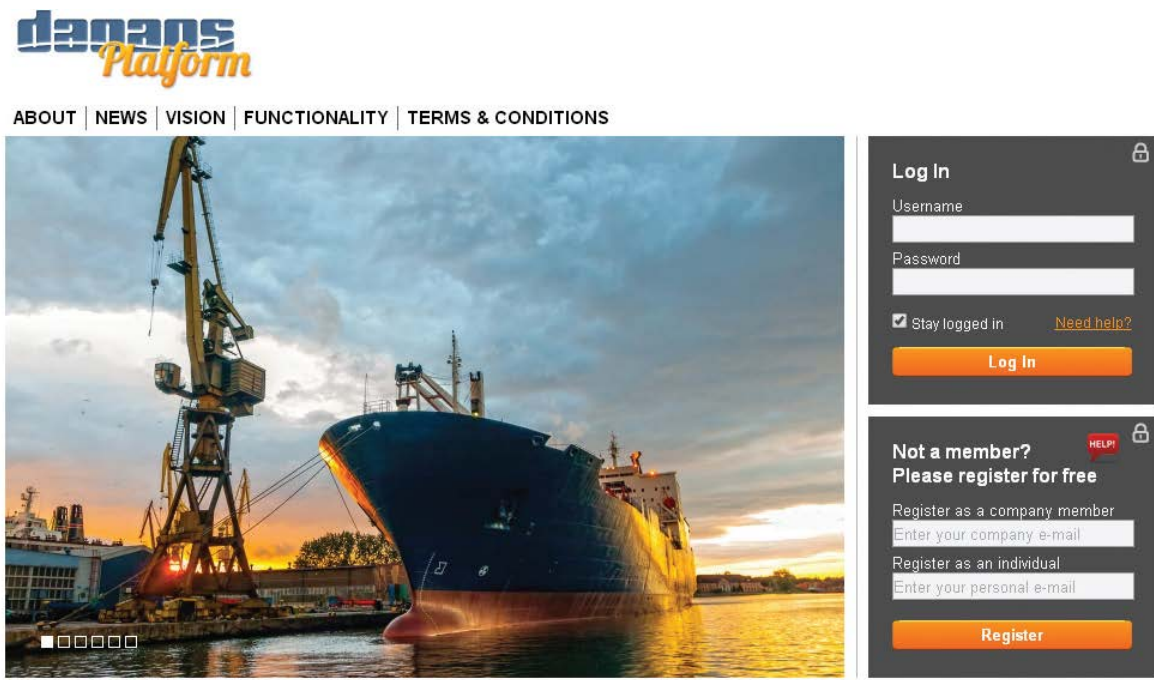 danaos
Platform
ABOUT | NEWS | VISION | FUNCTIONALITY | TERMS & CONDITIONS
Log In
Username
Password
Stay logged in Need help?
Log In
HELP!
Not a member?
Please register for free
Register as a company member
Enter your company e-mail
Register as an individual
Enter your personal e-mail
Register